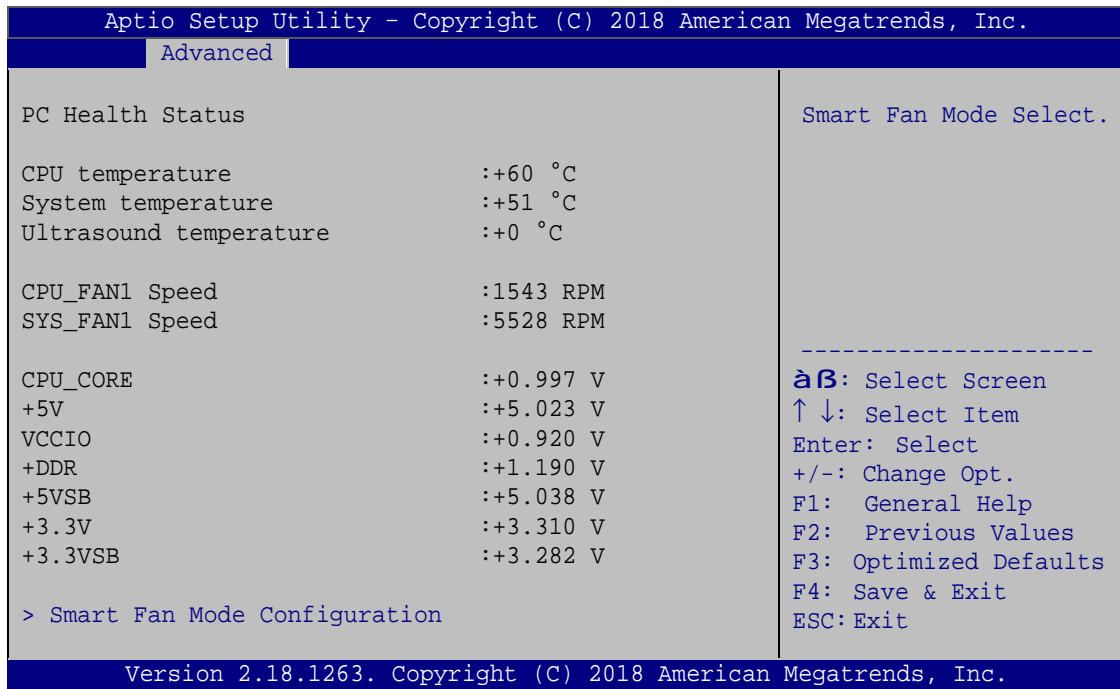 Aptio Setup Utility – Copyright (C) 2018 American Megatrends, Inc.
Advanced
PC Health Status
CPU temperature :+60 °C
System temperature :+51 °C
Ultrasound temperature :+0 °C
CPU_FAN1 Speed :1543 RPM
SYS_FAN1 Speed :5528 RPM
CPU_CORE :+0.997 V
+5V :+5.023 V
VCCIO :+0.920 V
+DDR :+1.190 V
+5VSB :+5.038 V
+3.3V :+3.310 V
+3.3VSB :+3.282 V
> Smart Fan Mode Configuration
Smart Fan Mode Select.
---------------------
àß: Select Screen
↑ ↓: Select Item
Enter: Select
+/-: Change Opt.
F1: General Help
F2: Previous Values
F3: Optimized Defaults
F4: Save & Exit
ESC: Exit
Version 2.18.1263. Copyright (C) 2018 American Megatrends, Inc.